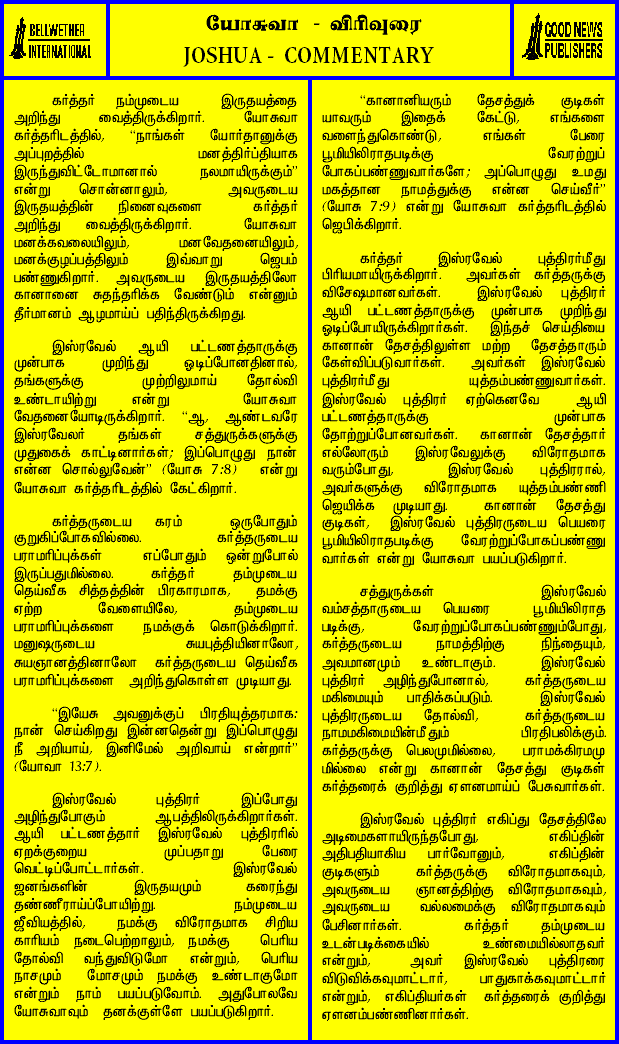 BELLWETHER
INTERNATIONAL
யோசுவா - விரிவுரை
JOSHUA - COMMENTARY
GOOD NEWS
PUBLISHERS
கர்த்தர் நம்முடைய இருதயத்தை
அறிந்து வைத்திருக்கிறார். யோசுவா
கர்த்தரிடத்தில், “நாங்கள் யோர்தானுக்கு
அப்புறத்தில் மனத்திர்ப்தியாக
இருந்துவிட்டோமானால் நலமாயிருக்கும்”
என்று சொன்னாலும், அவருடைய
இருதயத்தின் நினைவுகளை கர்த்தர்
அறிந்து வைத்திருக்கிறார். யோசுவா
மனக்கவலையிலும், மனவேதனையிலும்,
மனக்குழப்பத்திலும் இவ்வாறு ஜெபம்
பண்ணுகிறார். அவருடைய இருதயத்திலோ
கானானை சுதந்தரிக்க வேண்டும் என்னும்
தீர்மானம் ஆழமாய்ப் பதிந்திருக்கிறது.
இஸ்ரவேல் ஆயி பட்டணத்தாருக்கு
முன்பாக முறிந்து ஓடிப்போனதினால்,
தங்களுக்கு முற்றிலுமாய் தோல்வி
உண்டாயிற்று என்று யோசுவா
வேதனையோடிருக்கிறார். “ஆ, ஆண்டவரே
இஸ்ரவேலர் தங்கள் சத்துருக்களுக்கு
முதுகைக் காட்டினார்கள்; இப்பொழுது நான்
என்ன சொல்லுவேன்” (யோசு 7:8) என்று
யோசுவா கர்த்தரிடத்தில் கேட்கிறார்.
கர்த்தருடைய கரம் ஒருபோதும்
குறுகிப்போகவில்லை. கர்த்தருடைய
பராமரிப்புக்கள் எப்போதும் ஒன்றுபோல்
இருப்பதுமில்லை. கர்த்தர் தம்முடைய
தெய்வீக சித்தத்தின் பிரகாரமாக, தமக்கு
ஏற்ற வேளையிலே, தம்முடைய
பராமரிப்புக்களை நமக்குக் கொடுக்கிறார்.
மனுஷருடைய சுயபுத்தியினாலோ,
சுயஞானத்தினாலோ கர்த்தருடைய தெய்வீக
பராமரிப்புக்களை அறிந்துகொள்ள முடியாது.
“இயேசு அவனுக்குப் பிரதியுத்தரமாக:
நான் செய்கிறது இன்னதென்று இப்பொழுது
நீ அறியாய், இனிமேல் அறிவாய் என்றார்”
(யோவா 13:7).
இஸ்ரவேல் புத்திரர் இப்போது
அழிந்துபோகும் ஆபத்திலிருக்கிறார்கள்.
ஆயி பட்டணத்தார் இஸ்ரவேல் புத்திரரில்
ஏறக்குறைய முப்பதாறு பேரை
வெட்டிப்போட்டார்கள். இஸ்ரவேல்
ஜனங்களின் இருதயமும் கரைந்து
தண்ணீராய்ப்போயிற்று. நம்முடைய
ஜீவியத்தில், நமக்கு விரோதமாக சிறிய
காரியம் நடைபெற்றாலும், நமக்கு பெரிய
தோல்வி வந்துவிடுமோ என்றும், பெரிய
நாசமும் மோசமும் நமக்கு உண்டாகுமோ
என்றும் நாம் பயப்படுவோம். அதுபோலவே
யோசுவாவும் தனக்குள்ளே பயப்படுகிறார்.
“கானானியரும் தேசத்துக் குடிகள்
யாவரும் இதைக் கேட்டு, எங்களை
வளைந்துகொண்டு, எங்கள் பேரை
பூமியிலிராதபடிக்கு வேரற்றுப்
போகப்பண்ணுவார்களே; அப்பொழுது உமது
மகத்தான நாமத்துக்கு என்ன செய்வீர்”
(யோசு 7:9) என்று யோசுவா கர்த்தரிடத்தில்
ஜெபிக்கிறார்.
கர்த்தர் இஸ்ரவேல் புத்திரர்மீது
பிரியமாயிருக்கிறார். அவர்கள் கர்த்தருக்கு
விசேஷமானவர்கள். இஸ்ரவேல் புத்திரர்
ஆயி பட்டணத்தாருக்கு முன்பாக முறிந்து
ஓடிப்போயிருக்கிறார்கள். இந்தச் செய்தியை
கானான் தேசத்திலுள்ள மற்ற தேசத்தாரும்
கேள்விப்படுவார்கள். அவர்கள் இஸ்ரவேல்
புத்திரர்மீது யுத்தம்பண்ணுவார்கள்.
இஸ்ரவேல் புத்திரர் ஏற்கெனவே ஆயி
பட்டணத்தாருக்கு முன்பாக
தோற்றுப்போனவர்கள். கானான் தேசத்தார்
எல்லோரும் இஸ்ரவேலுக்கு விரோதமாக
வரும்போது, இஸ்ரவேல் புத்திரரால்,
அவர்களுக்கு விரோதமாக யுத்தம்பண்ணி
ஜெயிக்க முடியாது. கானான் தேசத்து
குடிகள், இஸ்ரவேல் புத்திரருடைய பெயரை
பூமியிலிராதபடிக்கு வேரற்றுப்போகப்பண்ணு
வார்கள் என்று யோசுவா பயப்படுகிறார்.
சத்துருக்கள் இஸ்ரவேல்
வம்சத்தாருடைய பெயரை பூமியிலிராத
படிக்கு, வேரற்றுப்போகப்பண்ணும்போது,
கர்த்தருடைய நாமத்திற்கு நிந்தையும்,
அவமானமும் உண்டாகும். இஸ்ரவேல்
புத்திரர் அழிந்துபோனால், கர்த்தருடைய
மகிமையும் பாதிக்கப்படும். இஸ்ரவேல்
புத்திரருடைய தோல்வி, கர்த்தருடைய
நாமமகிமையின்மீதும் பிரதிபலிக்கும்.
கர்த்தருக்கு பெலமுமில்லை, பராமக்கிரமமு
மில்லை என்று கானான் தேசத்து குடிகள்
கர்த்தரைக் குறித்து ஏளனமாய்ப் பேசுவார்கள்.
இஸ்ரவேல் புத்திரர் எகிப்து தேசத்திலே
அடிமைகளாயிருந்தபோது, எகிப்தின்
அதிபதியாகிய பார்வோனும், எகிப்தின்
குடிகளும் கர்த்தருக்கு விரோதமாகவும்,
அவருடைய ஞானத்திற்கு விரோதமாகவும்,
அவருடைய வல்லமைக்கு விரோதமாகவும்
பேசினார்கள். கர்த்தர் தம்முடைய
உடன்படிக்கையில் உண்மையில்லாதவர்
என்றும், அவர் இஸ்ரவேல் புத்திரரை
விடுவிக்கவுமாட்டார், பாதுகாக்கவுமாட்டார்
என்றும், எகிப்தியர்கள் கர்த்தரைக் குறித்து
ஏளனம்பண்ணினார்கள்.